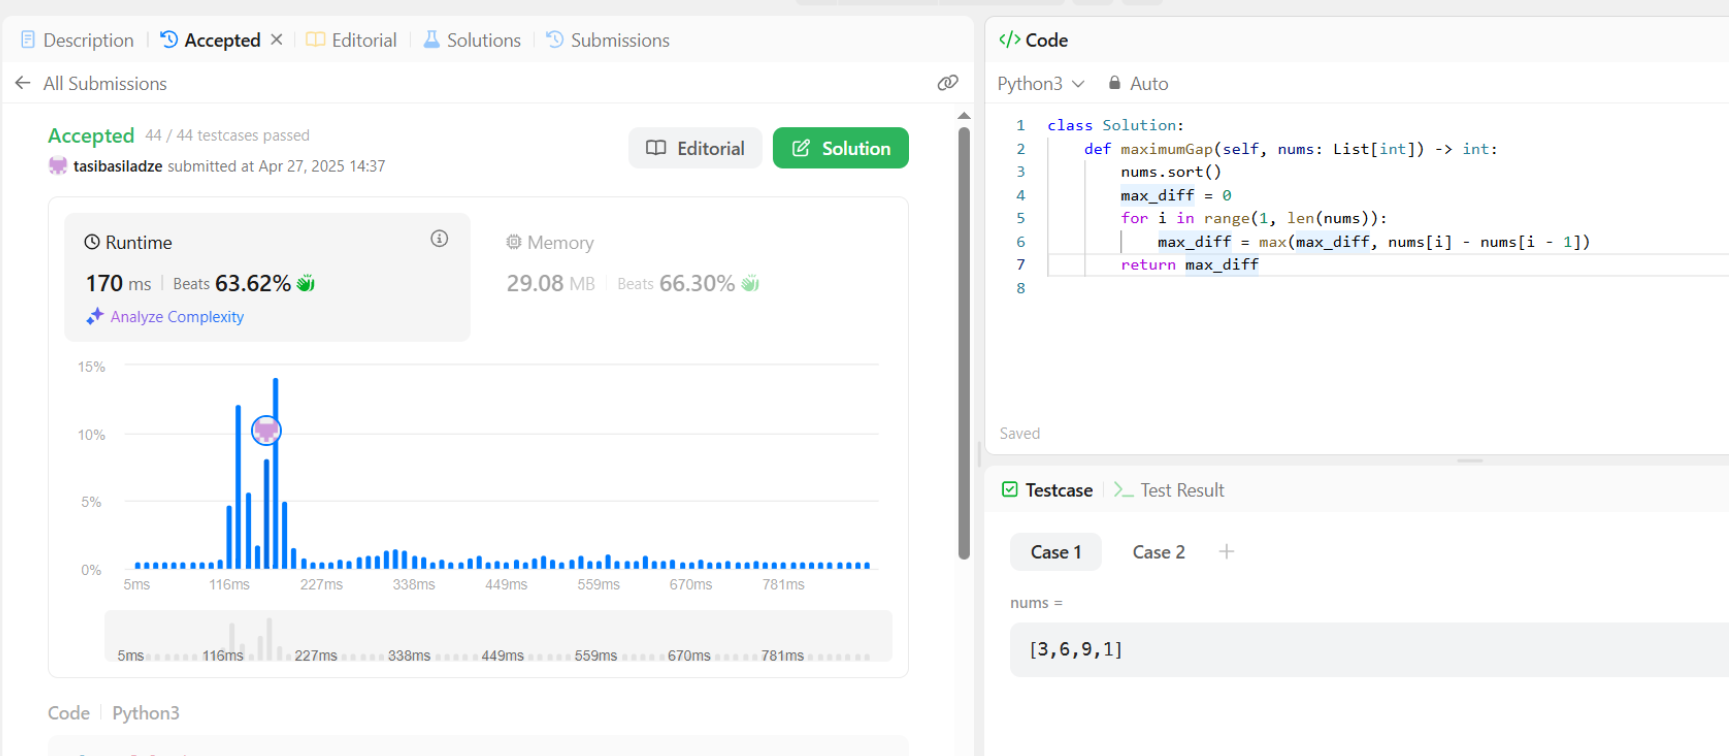 Description
Accepted
Editorial
Solutions
Submissions
All Submissions
Accepted 44 / 44 testcases passed
tasibasiladze submitted at Apr 27, 2025 14:37
Editorial
Solution
Runtime
170 ms Beats 63.62%
Analyze Complexity
Memory
29.08 MB Beats 66.30%
15%
10%
5%
0%
5ms 116ms 227ms 338ms 449ms 559ms 670ms 781ms
5ms 116ms 227ms 338ms 449ms 559ms 670ms 781ms
Code Python3
</> Code
Python3 Auto
1 class Solution:
2 def maximumGap(self, nums: List[int]) -> int:
3 nums.sort()
4 max_diff = 0
5 for i in range(1, len(nums)):
6 max_diff = max(max_diff, nums[i] - nums[i - 1])
7 return max_diff
8
Saved
Testcase
Test Result
Case 1 Case 2 +
nums =
[3,6,9,1]